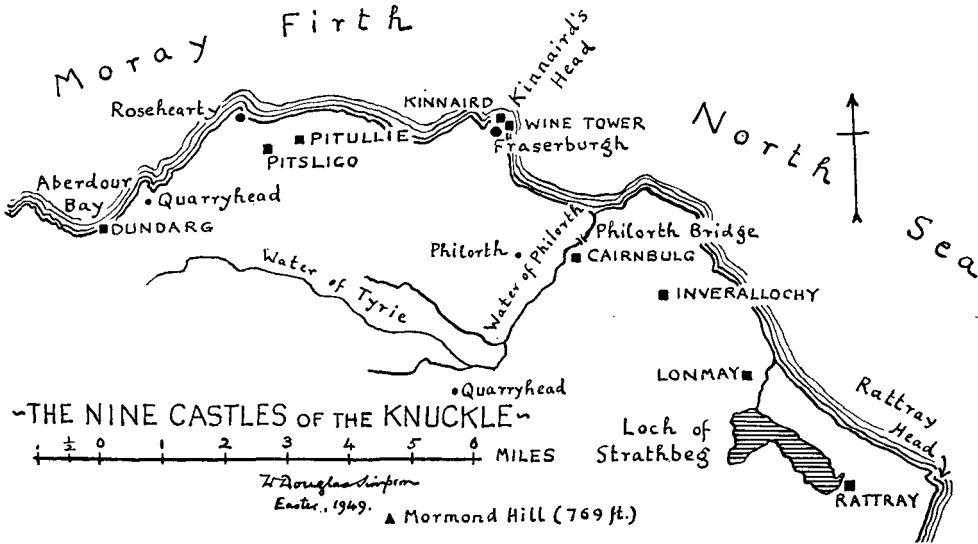 Moray Firth
Kinnaird's
Head
Rosehearty
KINNAIRD
WINE TOWER
Fraserburgh
PITULLIE
PITSLIGO
North
Sea
Aberdour
Bay
Quarryhead
DUNDARG
Philorth
Water of Philorth
Philorth Bridge
CAIRNBULG
Water of Tyrie
INVERALLOCHY
LONMAY
Rattray
Head
Quarryhead
~THE NINE CASTLES OF THE KNUCKLE~
1 ½ 0 1 2 3 4 5 6 MILES
Loch of
Strathbeg
RATTRAY
W Douglas Simpson
Easter, 1949.
Mormond Hill (769 ft.)